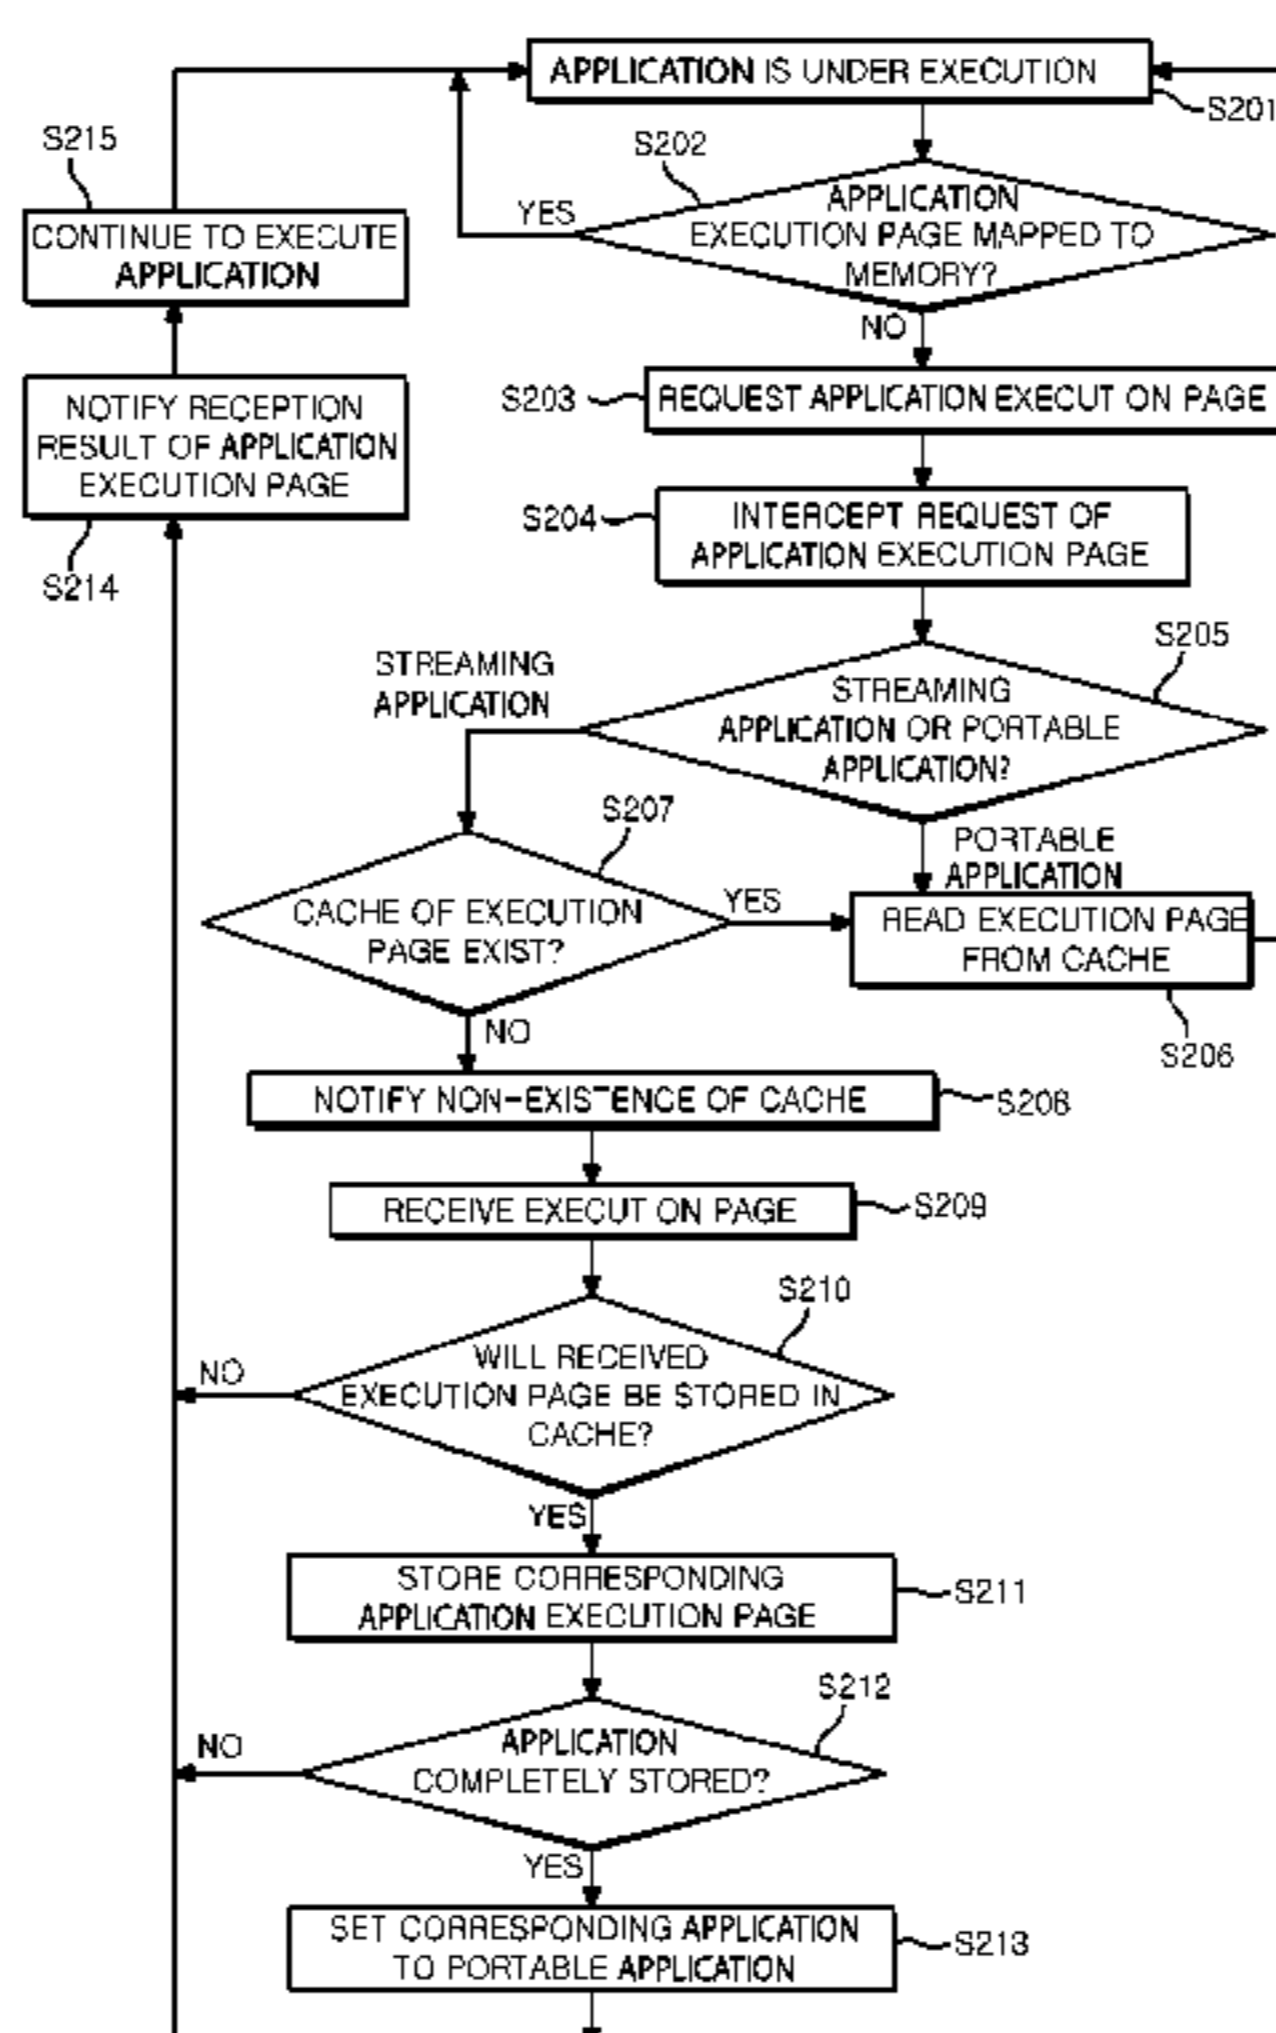 APPLICATION IS UNDER EXECUTION
S201
S215
S202
CONTINUE TO EXECUTE
APPLICATION
YES
APPLICATION
EXECUTION PAGE MAPPED TO
MEMORY?
NO
S203
REQUEST APPLICATION EXECUT ON PAGE
NOTIFY RECEPTION
RESULT OF APPLICATION
EXECUTION PAGE
S214
S204
INTERCEPT REQUEST OF
APPLICATION EXECUTION PAGE
S205
STREAMING
APPLICATION
STREAMING
APPLICATION OR PORTABLE
APPLICATION?
S207
PORTABLE
APPLICATION
CACHE OF EXECUTION
PAGE EXIST?
YES
READ EXECUTION PAGE
FROM CACHE
S206
NO
NOTIFY NON-EXISTENCE OF CACHE
S208
RECEIVE EXECUT ON PAGE
S209
S210
WILL RECEIVED
EXECUTION PAGE BE STORED IN
CACHE?
NO
YES
STORE CORRESPONDING
APPLICATION EXECUTION PAGE
S211
S212
APPLICATION
COMPLETELY STORED?
NO
YES
SET CORRESPONDING APPLICATION
TO PORTABLE APPLICATION
S213